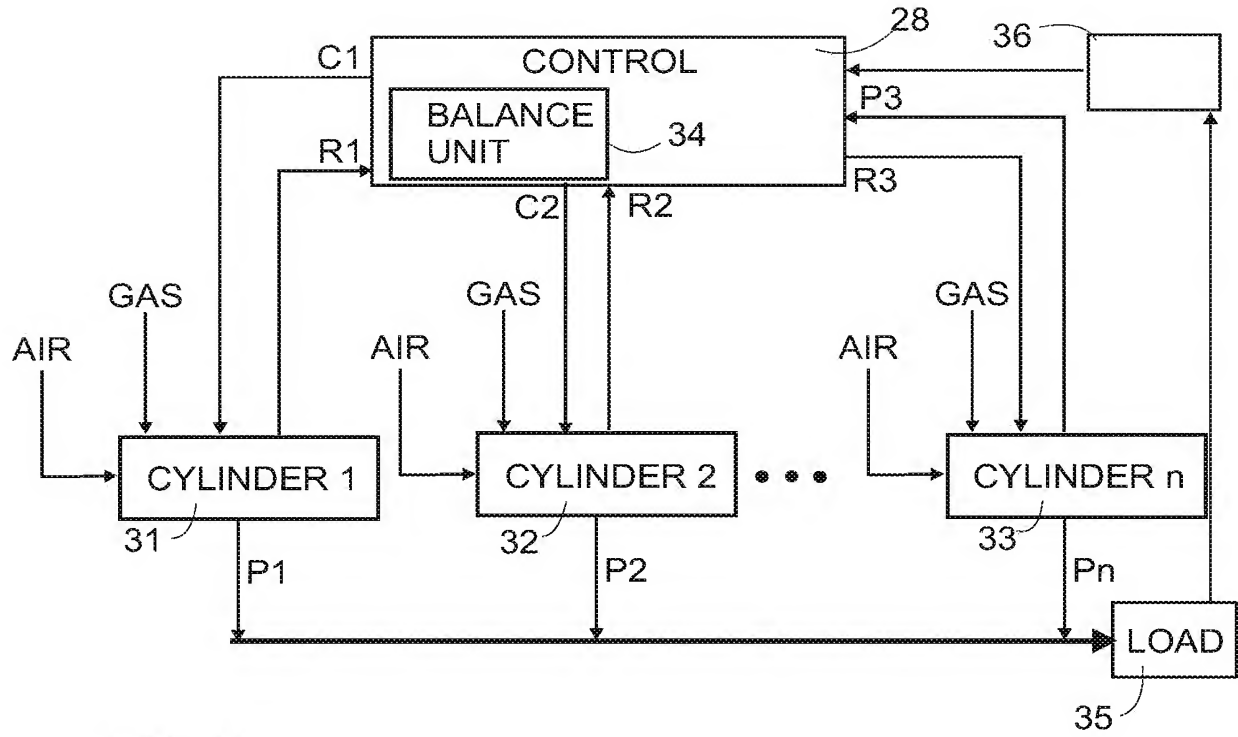 28
36
C1
CONTROL
P3
BALANCE
UNIT
34
R1
R3
C2
R2
GAS
GAS
GAS
AIR
AIR
AIR
CYLINDER 1
CYLINDER 2
CYLINDER n
31
32
33
P1
P2
Pn
LOAD
35